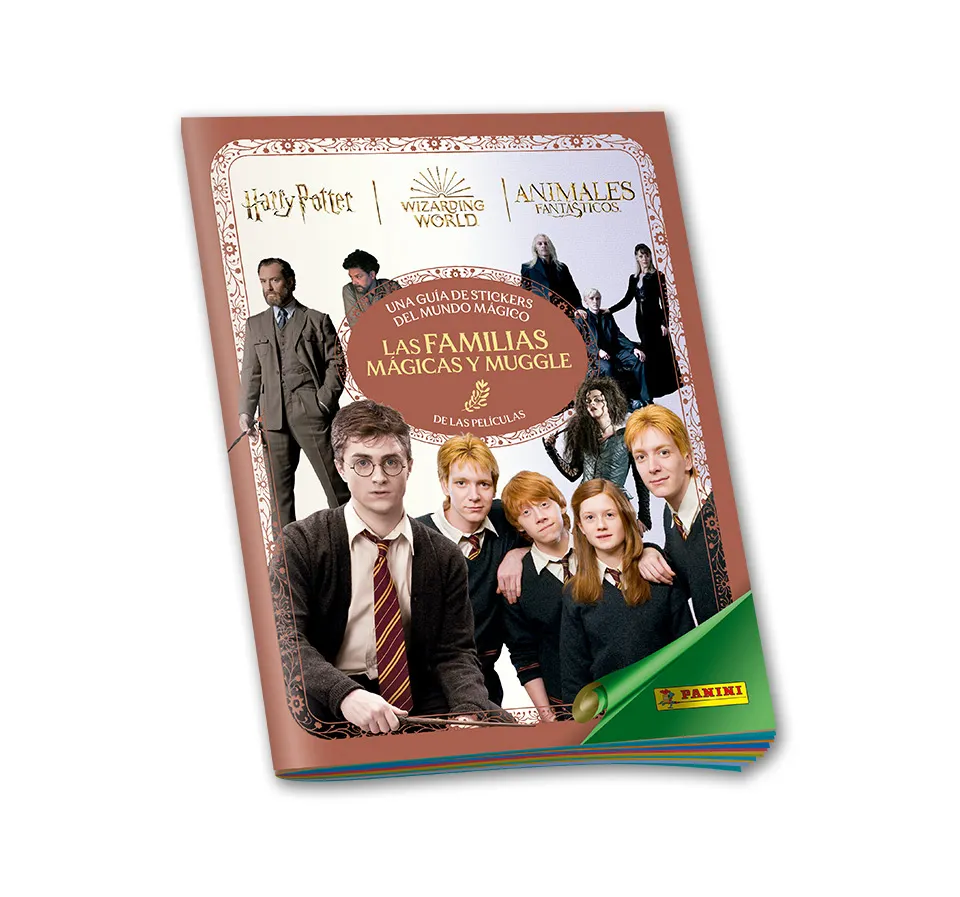 Harry Potter
WIZARDING
WORLD
ANIMALES
FANTÁSTICOS
UNA GUÍA DE STICKERS
DEL MUNDO MÁGICO
LAS FAMILIAS
MÁGICAS Y MUGGLE
DE LAS PELÍCULAS
PANINI